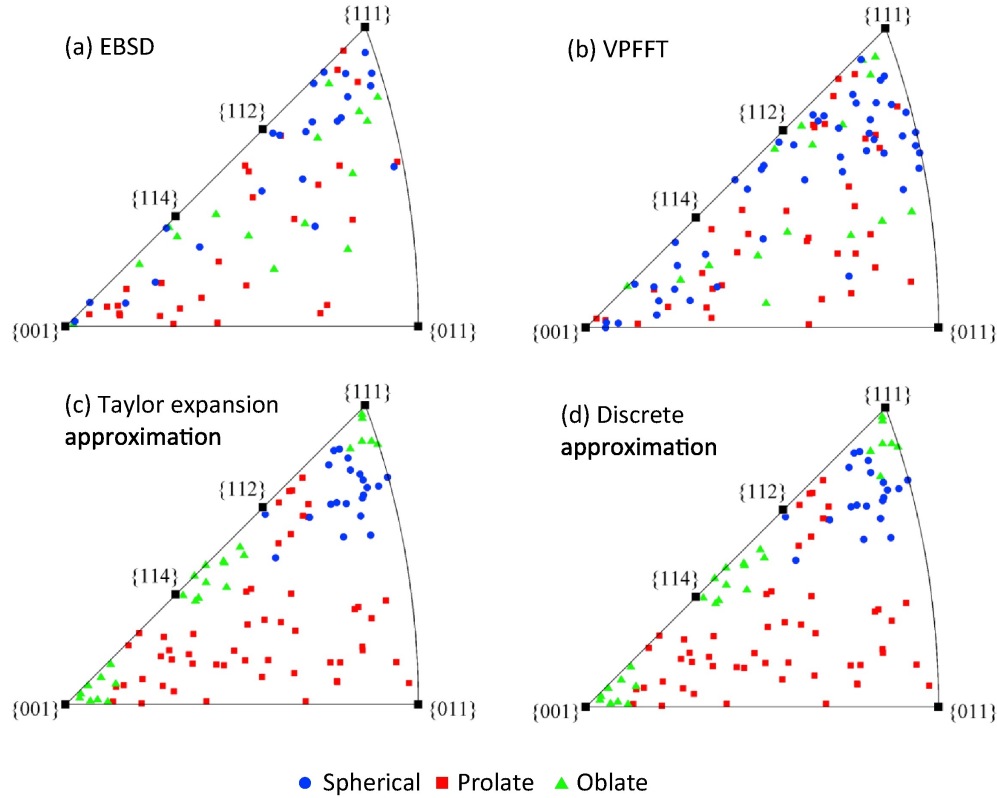 {111}
(a) EBSD
{112}
{114}
{001}
{011}
{111}
(b) VPFFT
{112}
{114}
{001}
{011}
{111}
(c) Taylor expansion
approximation
{112}
{114}
{001}
{011}
{111}
(d) Discrete
approximation
{112}
{114}
{001}
{011}
Spherical Prolate Oblate